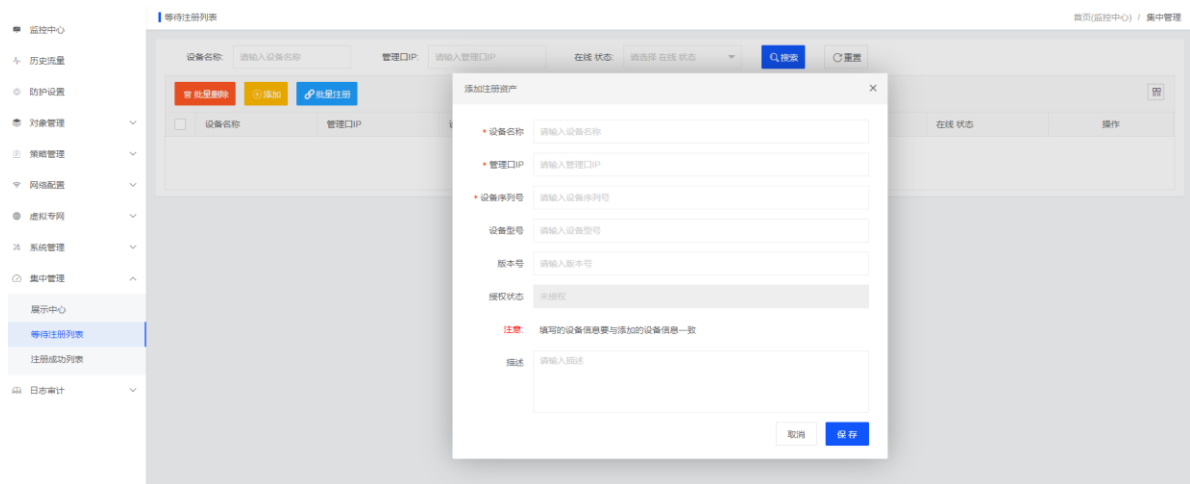 等待注册列表
首页(监控中心) / 集中管理
监控中心
历史流量
防护设置
对象管理
策略管理
网络配置
虚拟专网
系统管理
集中管理
展示中心
等待注册列表
注册成功列表
日志审计
设备名称: 请输入设备名称 管理口IP: 请输入管理口IP 在线 状态: 请选择 在线 状态 搜索 重置
批量删除 添加 批量注册
设备名称 管理口IP 在线 状态 操作
添加注册资产
* 设备名称 请输入设备名称
* 管理口IP 请输入管理口IP
* 设备序列号 请输入设备序列号
设备型号 请输入设备型号
版本号 请输入版本号
授权状态 未授权
注意: 填写的设备信息要与添加的设备信息一致
描述 请输入描述
取消 保 存